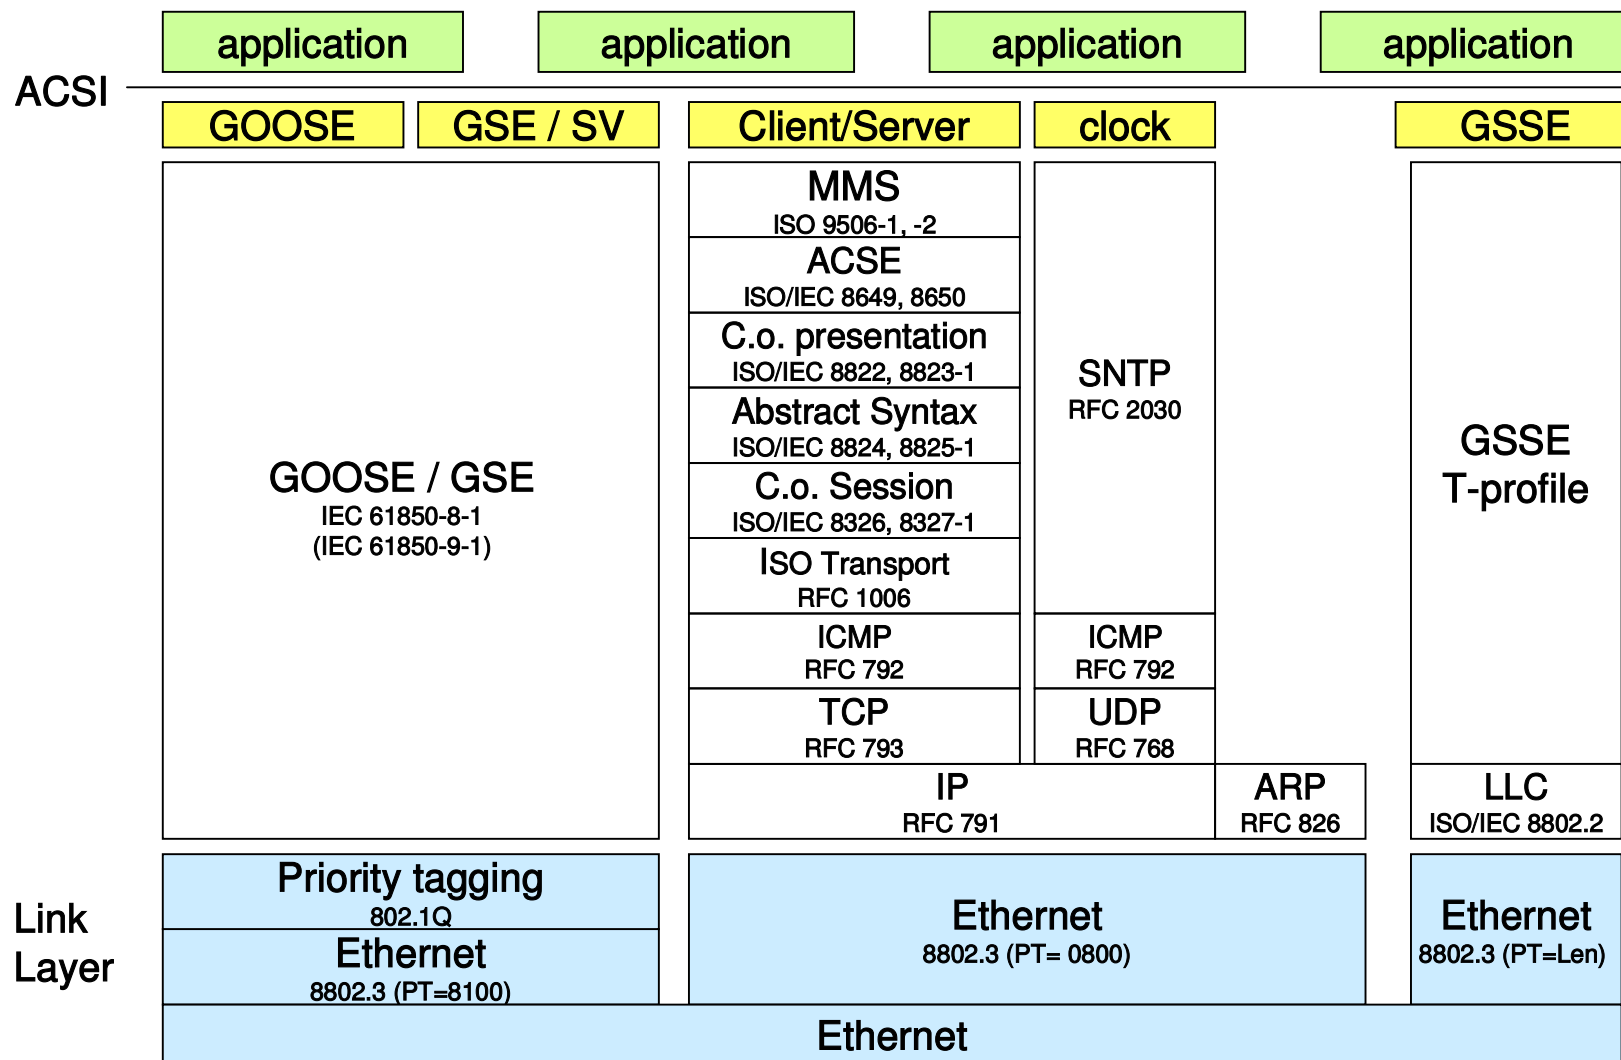 application
application
application
application
ACSI
GOOSE
GSE / SV
Client/Server
clock
GSSE
GOOSE / GSE
IEC 61850-8-1
(IEC 61850-9-1)
MMS
ISO 9506-1, -2
ACSE
ISO/IEC 8649, 8650
C.o. presentation
ISO/IEC 8822, 8823-1
Abstract Syntax
ISO/IEC 8824, 8825-1
C.o. Session
ISO/IEC 8326, 8327-1
ISO Transport
RFC 1006
ICMP
RFC 792
TCP
RFC 793
SNTP
RFC 2030
ICMP
RFC 792
UDP
RFC 768
IP
RFC 791
ARP
RFC 826
GSSE
T-profile
LLC
ISO/IEC 8802.2
Link
Layer
Priority tagging
802.1Q
Ethernet
8802.3 (PT=8100)
Ethernet
8802.3 (PT= 0800)
Ethernet
8802.3 (PT=Len)
Ethernet